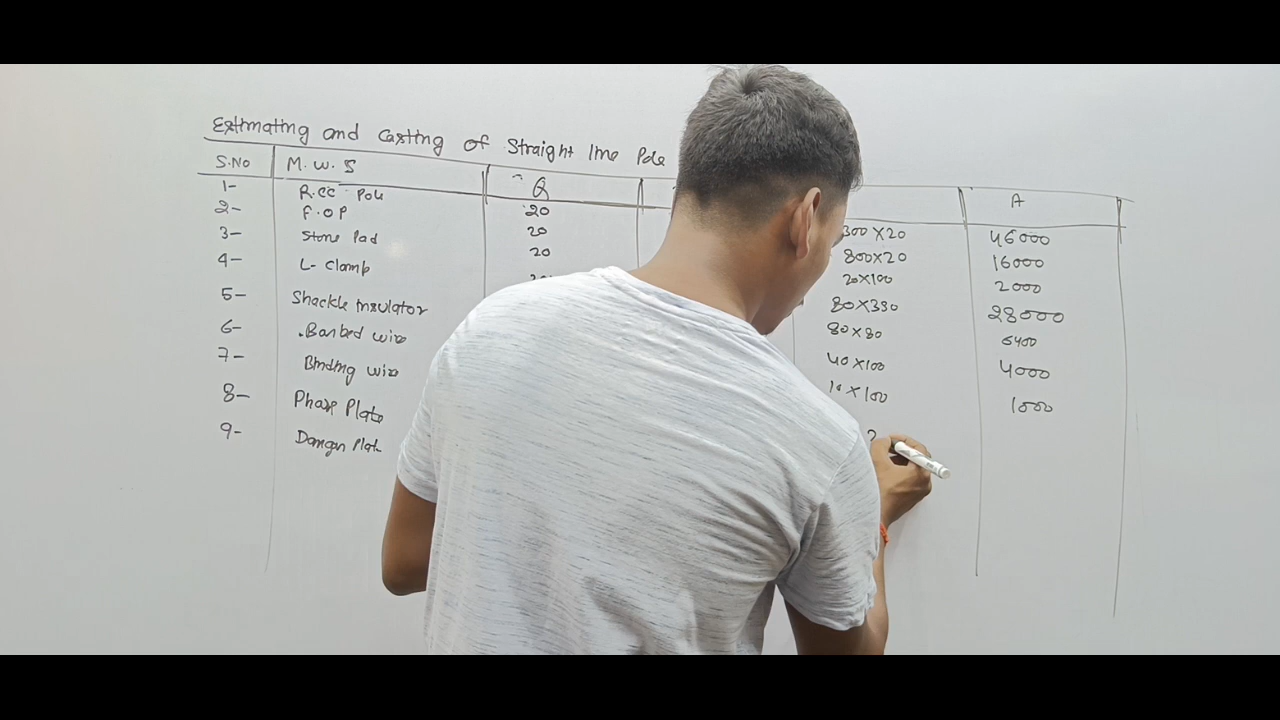 Estimating and Casting of Straight line Pole
S.NO M.W.S Q A
1- R.CC. Pole 20 300X20 46000
2- F.O.P 20 800X20 16000
3- Stone Pad 20 20X100 2000
4- L-Clamp 80X350 28000
5- Shackle Insulator 80X80 6400
6- Barbed wire 40X100 4000
7- Binding wire 10X100 1000
8- Phase Plate
9- Danger Plate